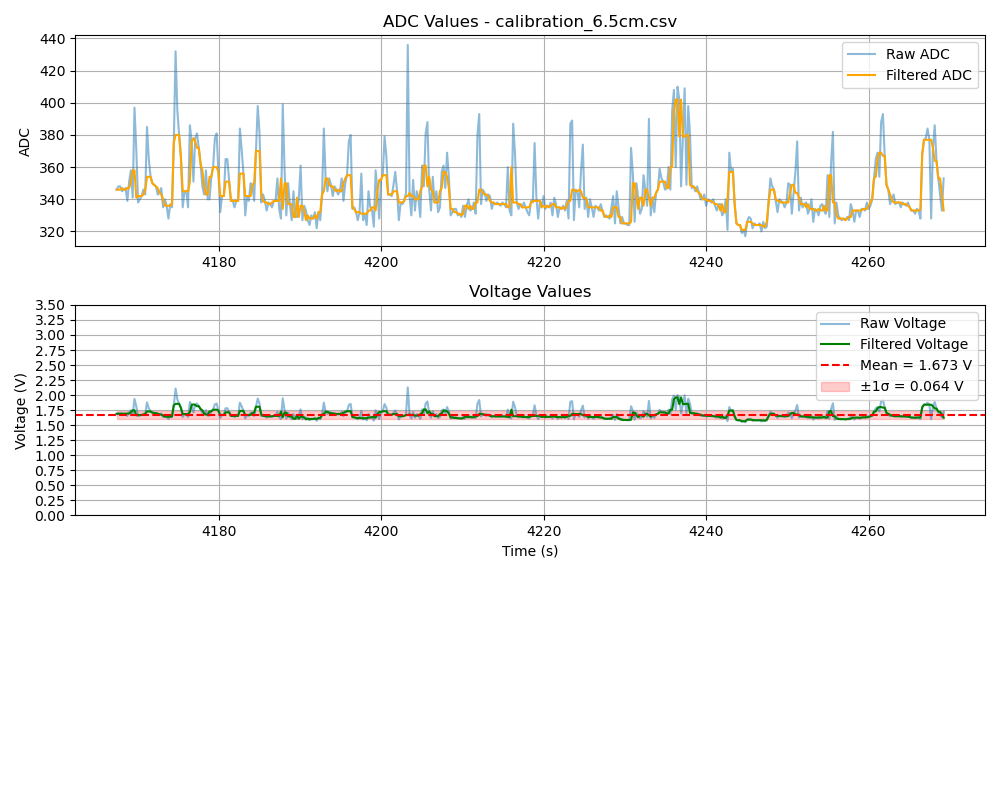 ADC Values - calibration_6.5cm.csv
ADC
440
420
400
380
360
340
320
Raw ADC
Filtered ADC
4180
4200
4220
4240
4260
Voltage Values
Voltage (V)
3.50
3.25
3.00
2.75
2.50
2.25
2.00
1.75
1.50
1.25
1.00
0.75
0.50
0.25
0.00
Raw Voltage
Filtered Voltage
Mean = 1.673 V
±1σ = 0.064 V
4180
4200
4220
4240
4260
Time (s)